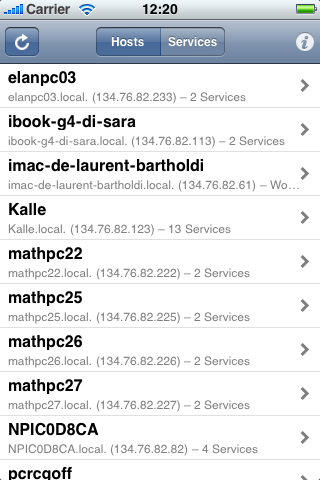 Carrier 12:20
Hosts Services
elanpc03
elanpc03.local. (134.76.82.233) – 2 Services
ibook-g4-di-sara
ibook-g4-di-sara.local. (134.76.82.113) – 2 Services
imac-de-laurent-bartholdi
imac-de-laurent-bartholdi.local. (134.76.82.61) – Wo…
Kalle
Kalle.local. (134.76.82.123) – 13 Services
mathpc22
mathpc22.local. (134.76.82.222) – 2 Services
mathpc25
mathpc25.local. (134.76.82.225) – 2 Services
mathpc26
mathpc26.local. (134.76.82.226) – 2 Services
mathpc27
mathpc27.local. (134.76.82.227) – 2 Services
NPIC0D8CA
NPIC0D8CA.local. (134.76.82.82) – 4 Services
pcrcgoff